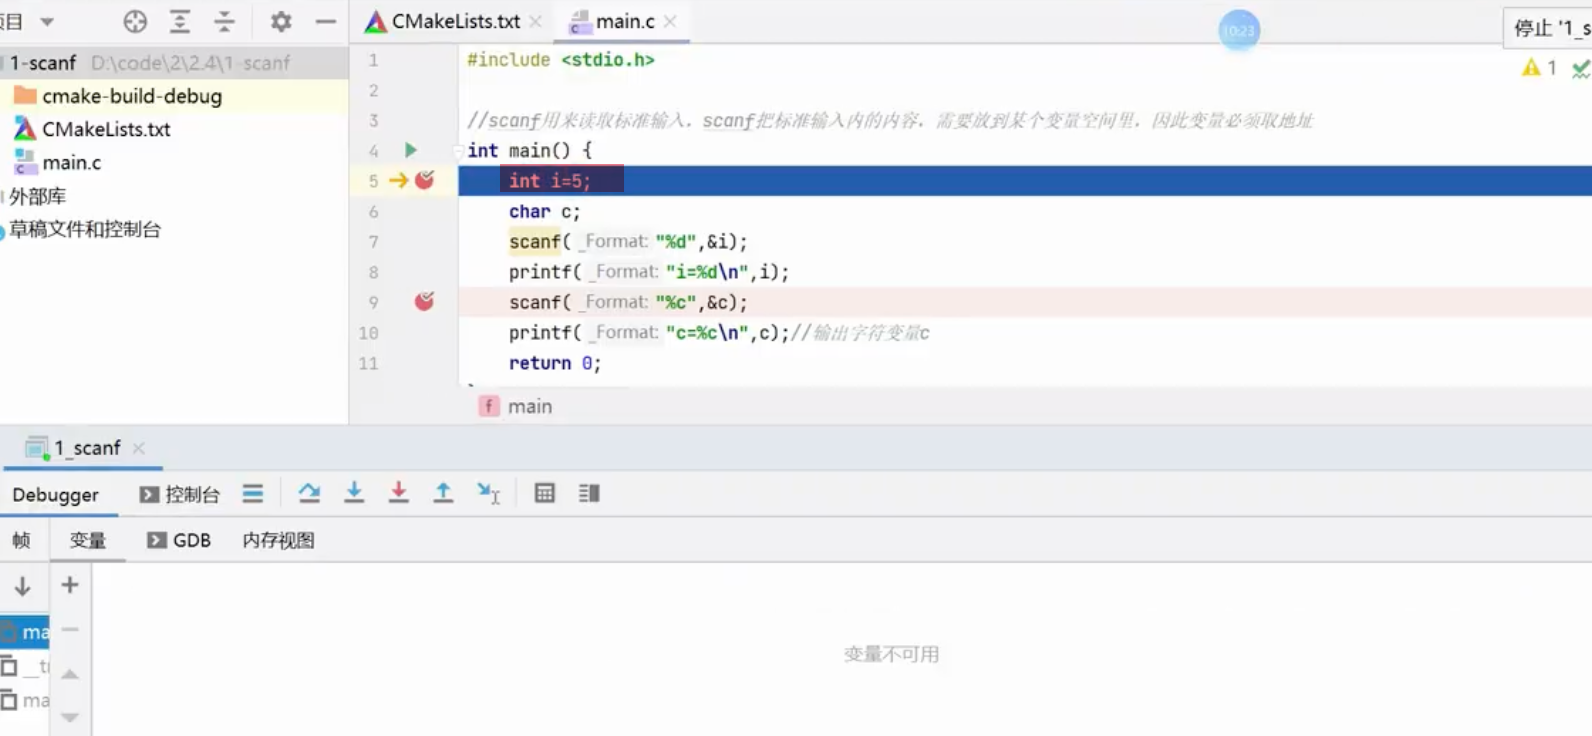 项目
CMakeLists.txt
main.c
10:23
停止 '1_s
1-scanf D:\code\2\2.4\1-scanf
cmake-build-debug
CMakeLists.txt
main.c
外部库
草稿文件和控制台
1
1 #include <stdio.h>
2
3 //scanf用来读取标准输入，scanf把标准输入内的内容，需要放到某个变量空间里，因此变量必须取地址
4 int main() {
5 int i=5;
6 char c;
7 scanf( _Format: "%d",&i);
8 printf( _Format: "i=%d\n",i);
9 scanf( _Format: "%c",&c);
10 printf( _Format: "c=%c\n",c);//输出字符变量c
11 return 0;
f main
1_scanf
Debugger 控制台
帧 变量 GDB 内存视图
ma
__t
ma
变量不可用